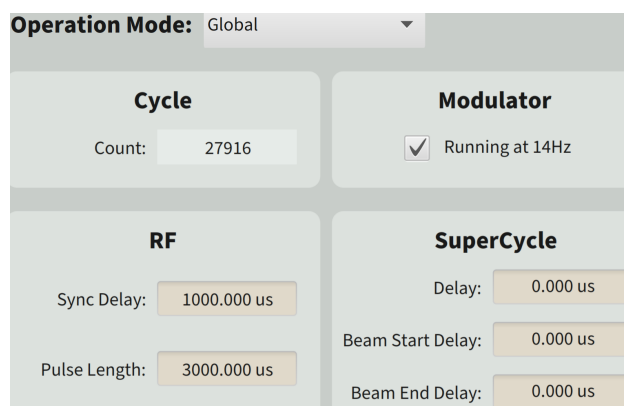 Operation Mode: Global
Cycle
Count: 27916
Modulator
Running at 14Hz
RF
Sync Delay: 1000.000 us
Pulse Length: 3000.000 us
SuperCycle
Delay: 0.000 us
Beam Start Delay: 0.000 us
Beam End Delay: 0.000 us